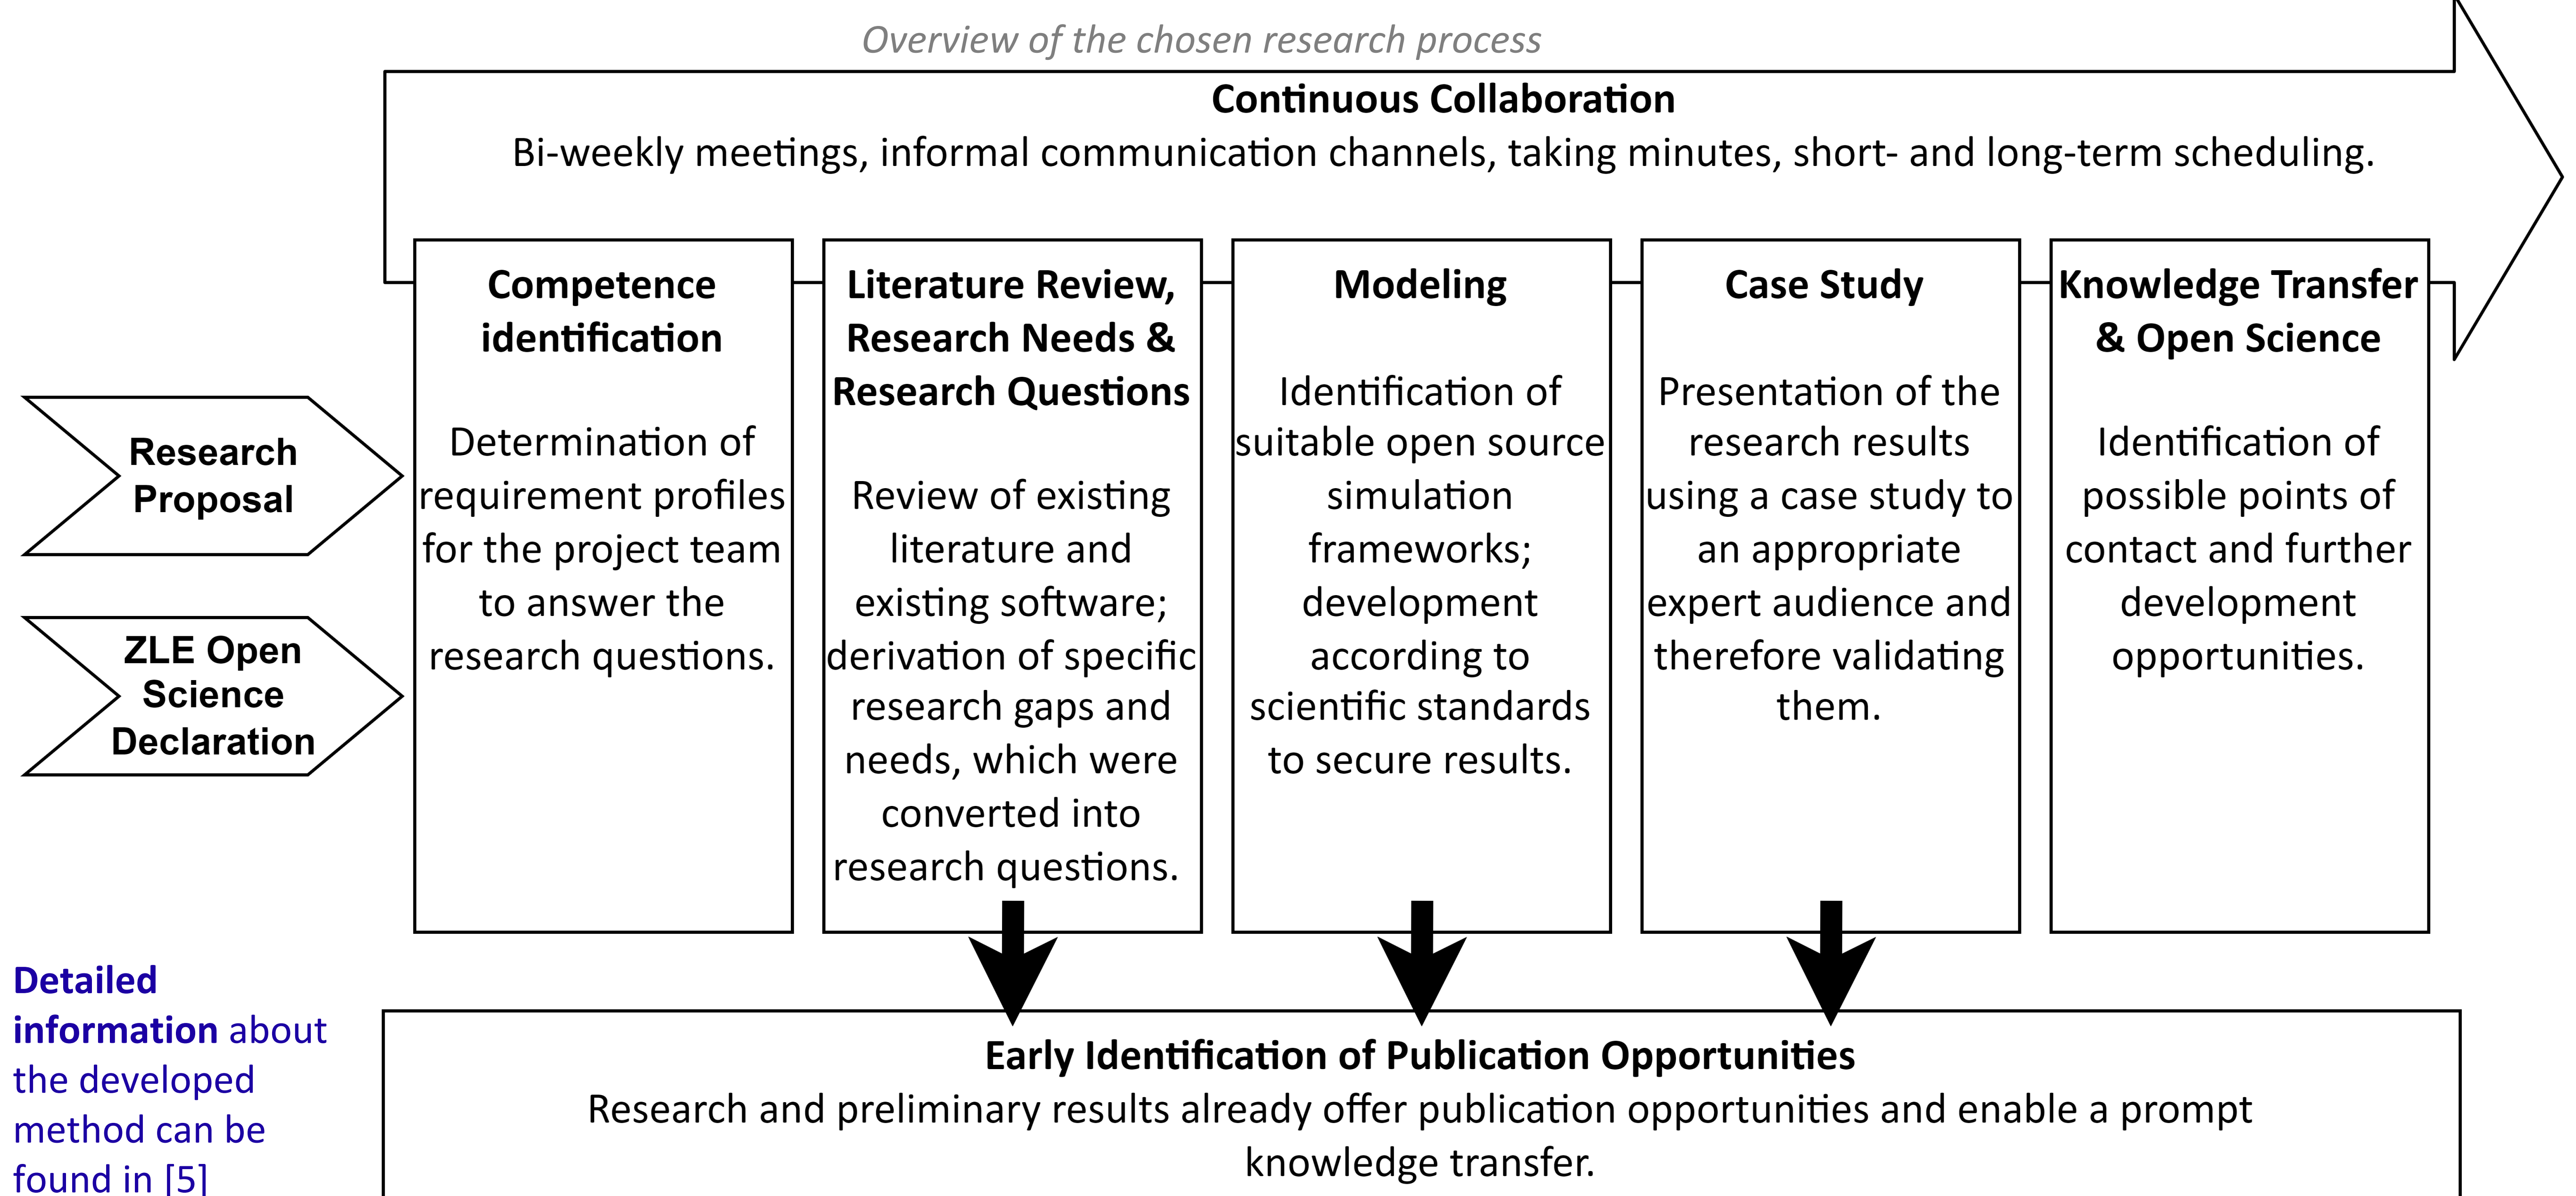 Overview of the chosen research process
Continuous Collaboration
Bi-weekly meetings, informal communication channels, taking minutes, short- and long-term scheduling.
Research
Proposal
ZLE Open
Science
Declaration
Competence
identification
Determination of
requirement profiles
for the project team
to answer the
research questions.
Literature Review,
Research Needs &
Research Questions
Review of existing
literature and
existing software;
derivation of specific
research gaps and
needs, which were
converted into
research questions.
Modeling
Identification of
suitable open source
simulation
frameworks;
development
according to
scientific standards
to secure results.
Case Study
Presentation of the
research results
using a case study to
an appropriate
expert audience and
therefore validating
them.
Knowledge Transfer
& Open Science
Identification of
possible points of
contact and further
development
opportunities.
Detailed
information about
the developed
method can be
found in [5]
Early Identification of Publication Opportunities
Research and preliminary results already offer publication opportunities and enable a prompt
knowledge transfer.